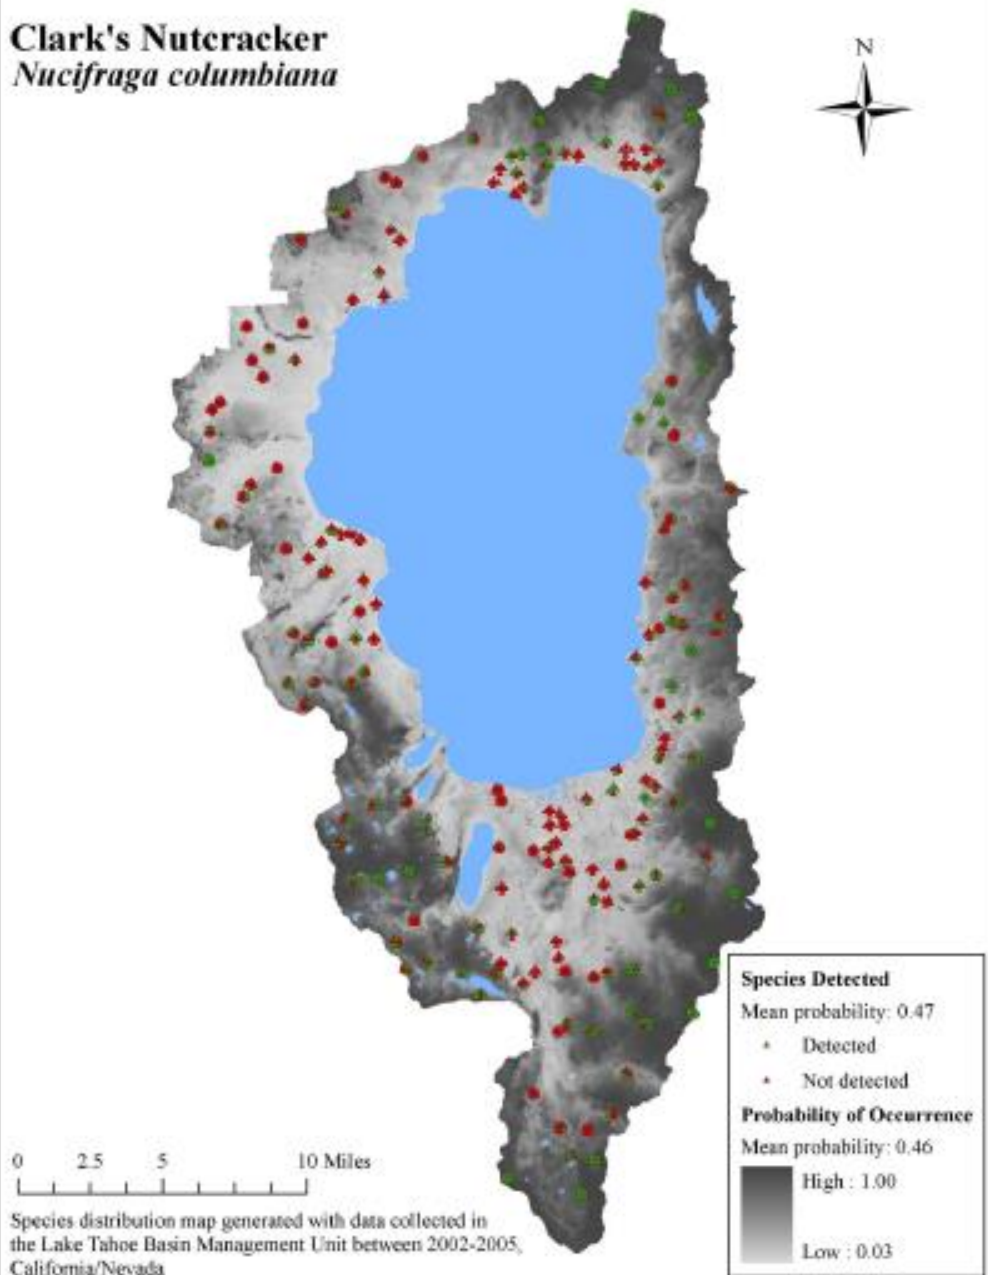 Clark's Nutcracker
Nucifraga columbiana
N
Species Detected
Mean probability: 0.47
Detected
Not detected
Probability of Occurrence
Mean probability: 0.46
High : 1.00
Low : 0.03
0 2.5 5 10 Miles
Species distribution map generated with data collected in
the Lake Tahoe Basin Management Unit between 2002-2005,
California/Nevada